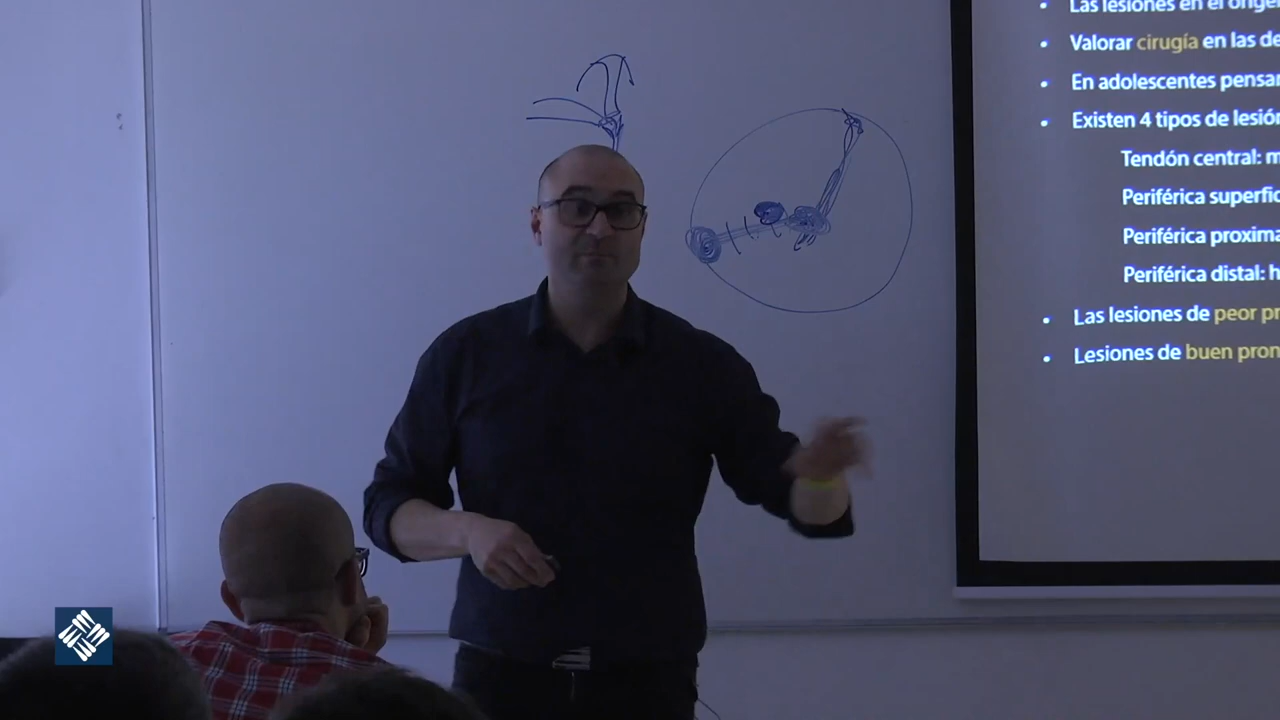 Las lesiones en el orige
Valorar cirugía en las de
En adolescentes pensar
Existen 4 tipos de lesión
Tendón central: m
Periférica superfic
Periférica proxima
Periférica distal: h
Las lesiones de peor pr
Lesiones de buen pron